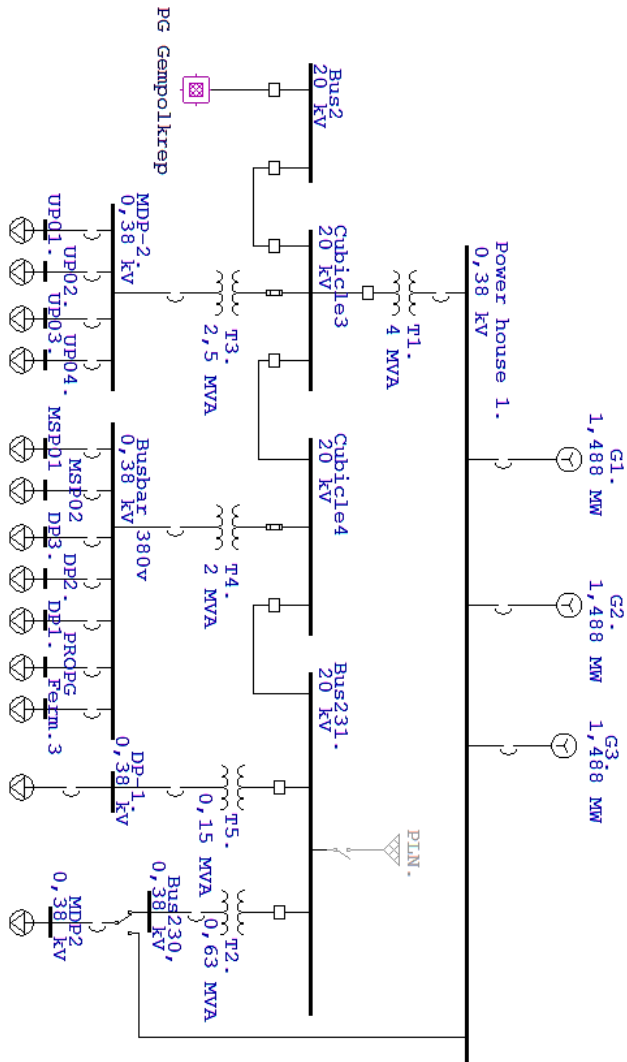 G1.
1,488 MW
G2.
1,488 MW
G3.
1,488 MW
Power house 1.
0,38 kV
T1.
4 MVA
Bus2
20 kV
Cubicle3
20 kV
Cubicle4
20 kV
Bus231.
20 kV
PLN.
PG Gempolkrep
T3.
2,5 MVA
T4.
2 MVA
T5.
0,15 MVA
T2.
0,63 MVA
MDP-2.
0,38 kV
Busbar 380v
0,38 kV
DP-1.
0,38 kV
Bus230,
0,38 kV
MDP2
0,38 kV
UP01.
UP02.
UP03.
UP04.
MSP01
MSP02
DP3.
DP2.
DP1.
PROPG
Ferm.3